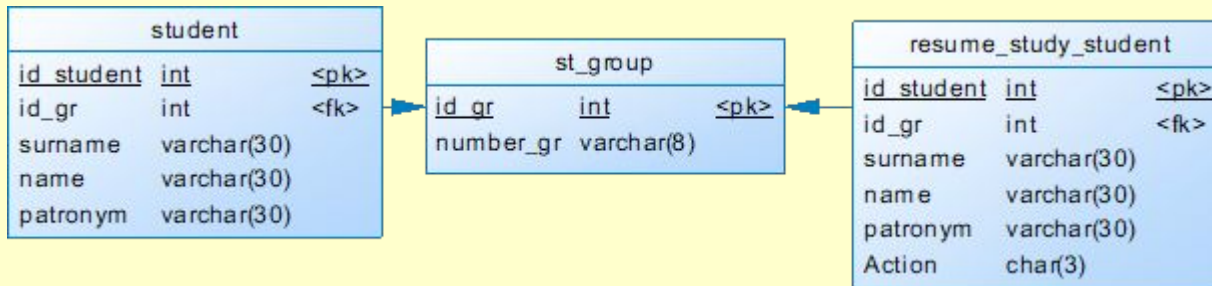 student
id_student int <pk>
id_gr int <fk>
surname varchar(30)
name varchar(30)
patronym varchar(30)
st_group
id_gr int <pk>
number_gr varchar(8)
resume_study_student
id_student int <pk>
id_gr int <fk>
surname varchar(30)
name varchar(30)
patronym varchar(30)
Action char(3)